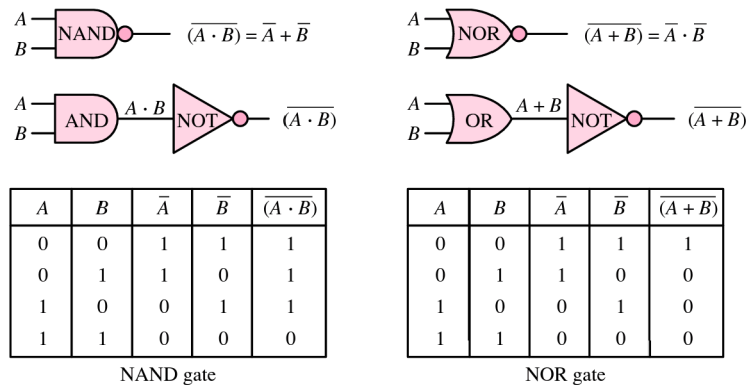 A
B
NAND
(A · B)̅ = A̅ + B̅
A
B
AND
A · B
NOT
(A · B)̅
A B A̅ B̅ (A · B)̅
0 0 1 1 1
0 1 1 0 1
1 0 0 1 1
1 1 0 0 0
NAND gate
A
B
NOR
(A + B)̅ = A̅ · B̅
A
B
OR
A + B
NOT
(A + B)̅
A B A̅ B̅ (A + B)̅
0 0 1 1 1
0 1 1 0 0
1 0 0 1 0
1 1 0 0 0
NOR gate